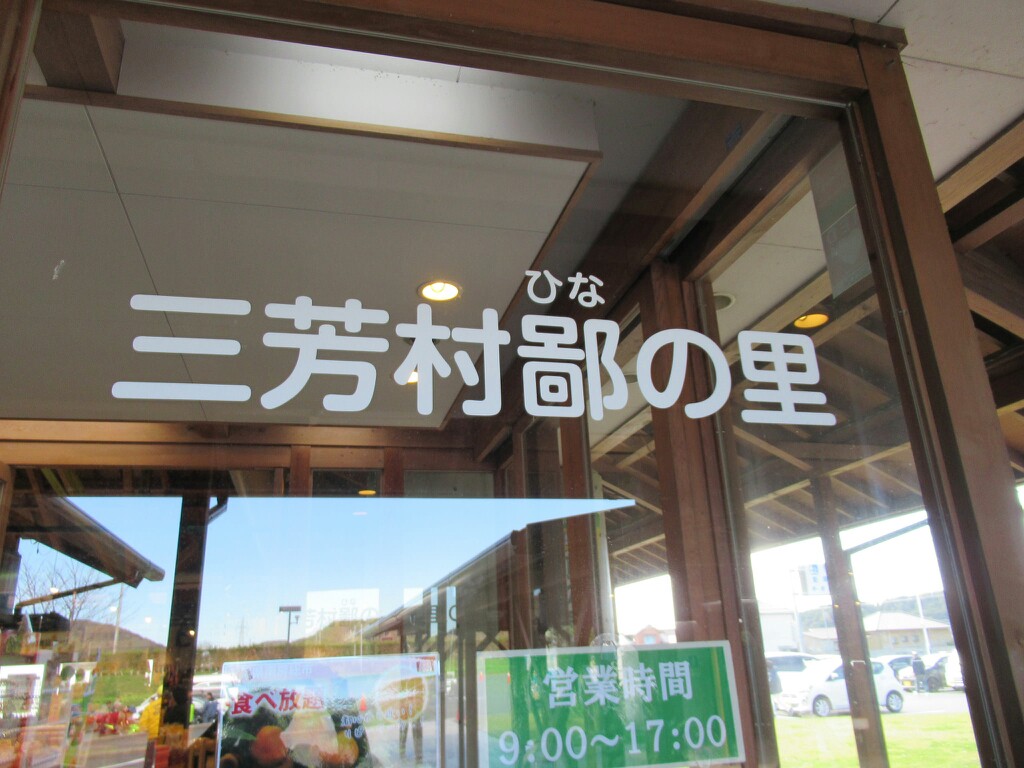 ひな
三芳村鄙の里
食べ放題
営業時間
9:00～17:00